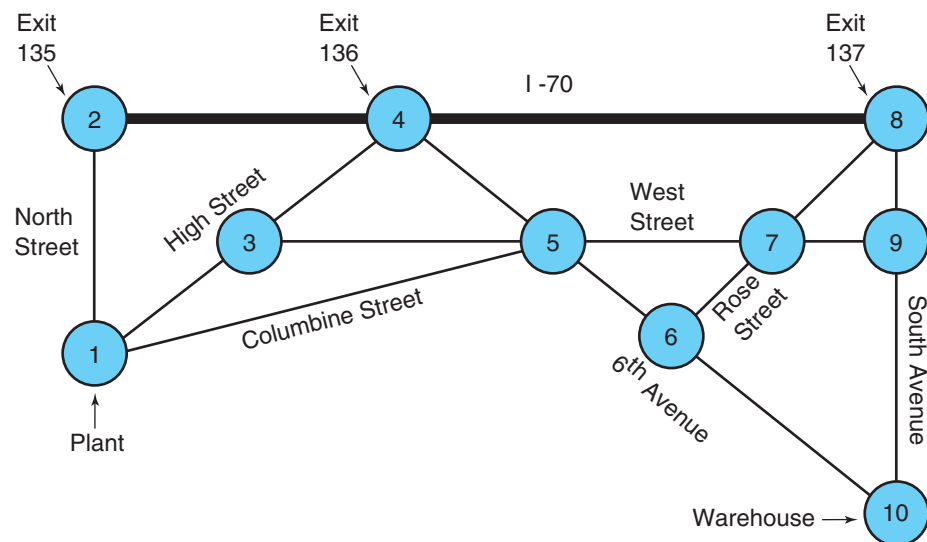 Exit
135
Exit
136
Exit
137
I -70
2
4
8
North
Street
High Street
West
Street
3
5
7
9
Columbine Street
Rose
Street
1
6
6th Avenue
South Avenue
Plant
Warehouse
10